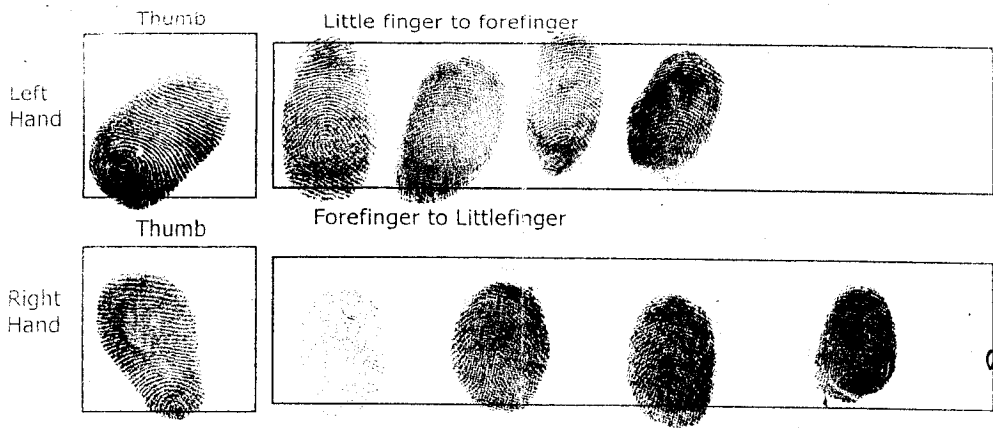 Thumb
Little finger to forefinger
Left
Hand
Thumb
Forefinger to Littlefinger
Right
Hand